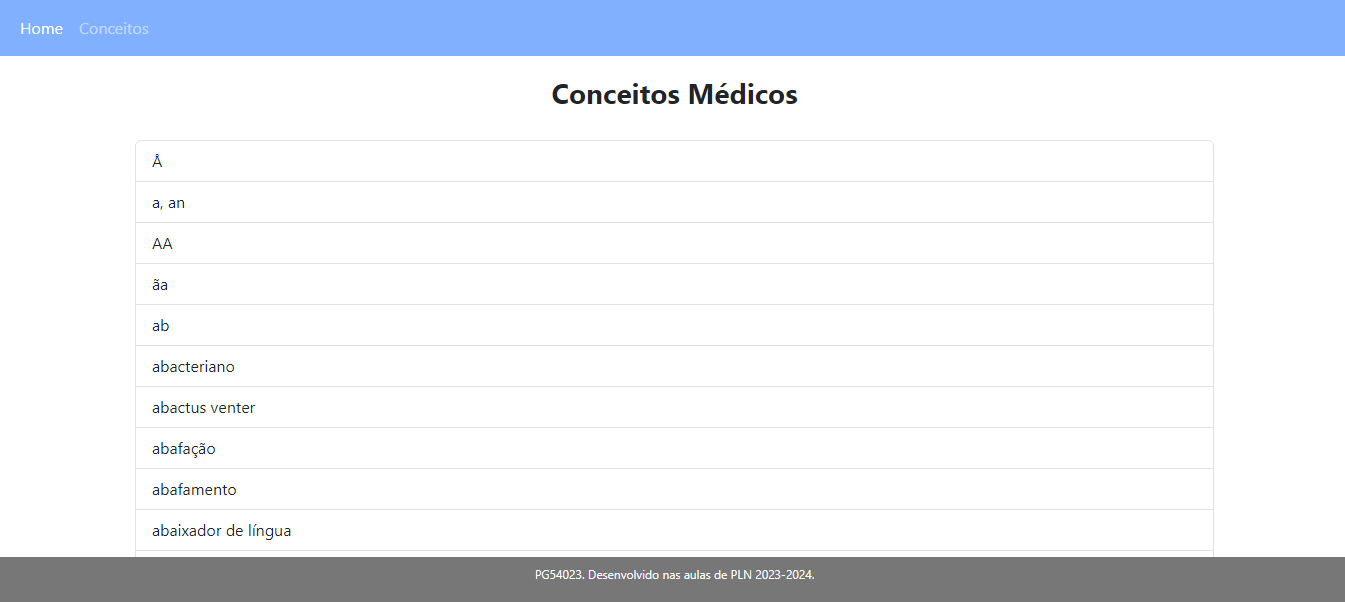 Home Conceitos
Conceitos Médicos
Å
a, an
AA
ãa
ab
abacteriano
abactus venter
abafação
abafamento
abaixador de língua
PG54023. Desenvolvido nas aulas de PLN 2023-2024.